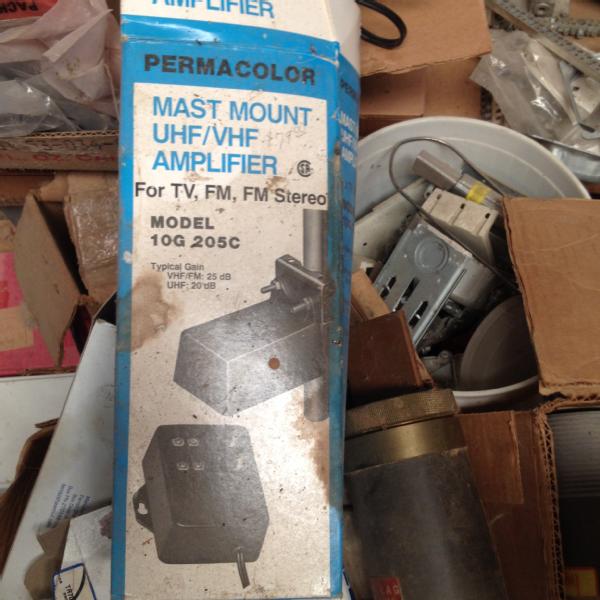 AMPLIFIER
PERMACOLOR
MAST MOUNT
UHF/VHF
AMPLIFIER
For TV, FM, FM Stereo
MODEL
10G 205C
Typical Gain
VHF/FM: 25 dB
UHF: 20 dB